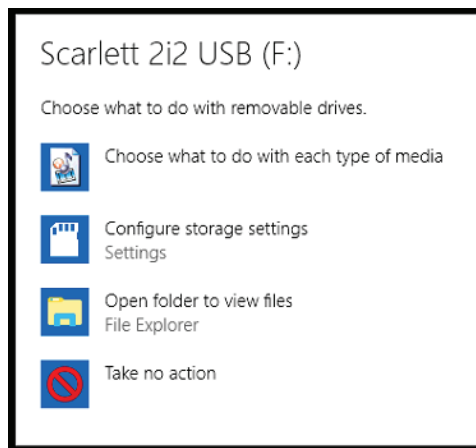 Scarlett 2i2 USB (F:)
Choose what to do with removable drives.
Choose what to do with each type of media
Configure storage settings
Settings
Open folder to view files
File Explorer
Take no action